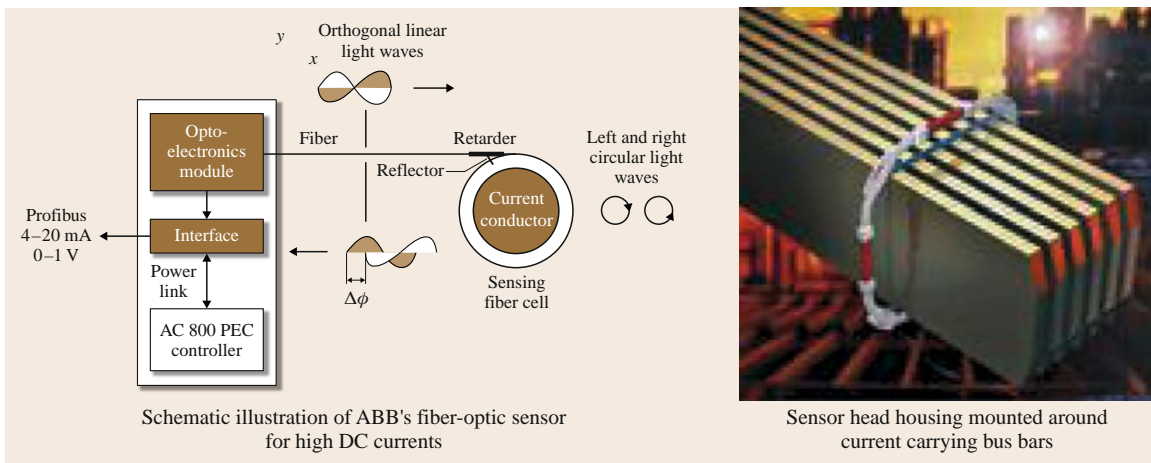 y
x
Orthogonal linear
light waves
Opto-
electronics
module
Fiber
Retarder
Reflector
Left and right
circular light
waves
Current
conductor
Profibus
4–20 mA
0–1 V
Interface
Power
link
Δϕ
Sensing
fiber cell
AC 800 PEC
controller
Schematic illustration of ABB's fiber-optic sensor
for high DC currents
Sensor head housing mounted around
current carrying bus bars